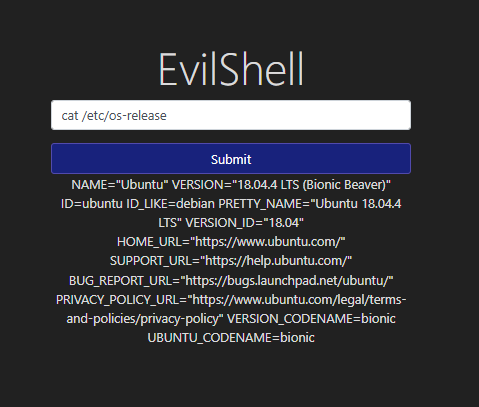 EvilShell
cat /etc/os-release
Submit
NAME="Ubuntu" VERSION="18.04.4 LTS (Bionic Beaver)"
ID=ubuntu ID_LIKE=debian PRETTY_NAME="Ubuntu 18.04.4
LTS" VERSION_ID="18.04"
HOME_URL="https://www.ubuntu.com/"
SUPPORT_URL="https://help.ubuntu.com/"
BUG_REPORT_URL="https://bugs.launchpad.net/ubuntu/"
PRIVACY_POLICY_URL="https://www.ubuntu.com/legal/terms-
and-policies/privacy-policy" VERSION_CODENAME=bionic
UBUNTU_CODENAME=bionic